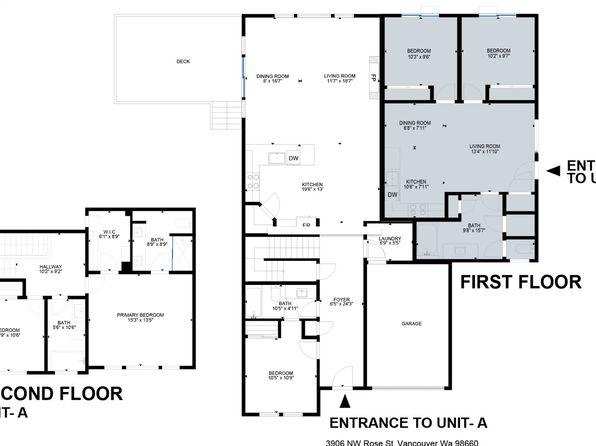 DECK
DINING ROOM
8' x 18'7"
LIVING ROOM
11'7" x 18'7"
FP
BEDROOM
10'3" x 9'6"
BEDROOM
10'2" x 9'7"
DINING ROOM
6'8" x 7'11"
LIVING ROOM
13'4" x 11'10"
DW
KITCHEN
19'6" x 13'
KITCHEN
10'6" x 7'11"
DW
ENT
TO U
W.I.C
6'1" x 8'9"
BATH
8'9" x 8'9"
BATH
9'8" x 15'7"
LAUNDRY
6'9" x 5'5"
HALLWAY
10'2" x 9'2"
FIRST FLOOR
BATH
10'5" x 4'11"
FOYER
6'5" x 24'3"
PRIMARY BEDROOM
15'3" x 13'5"
GARAGE
EDROOM
9" x 10'6"
BATH
5'6" x 10'6"
BEDROOM
10'5" x 10'9"
COND FLOOR
IT- A
ENTRANCE TO UNIT- A
3906 NW Rose St Vancouver Wa 98660